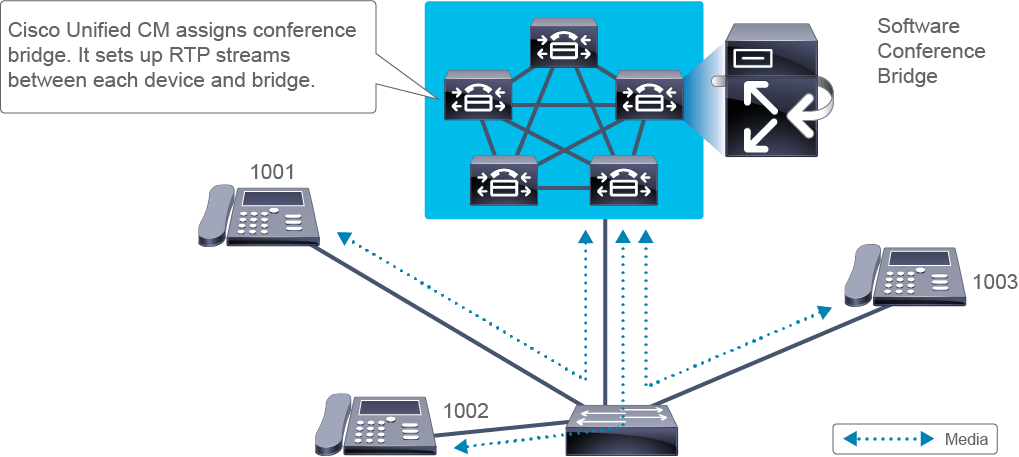 Cisco Unified CM assigns conference
bridge. It sets up RTP streams
between each device and bridge.
Software
Conference
Bridge
1001
1003
1002
Media